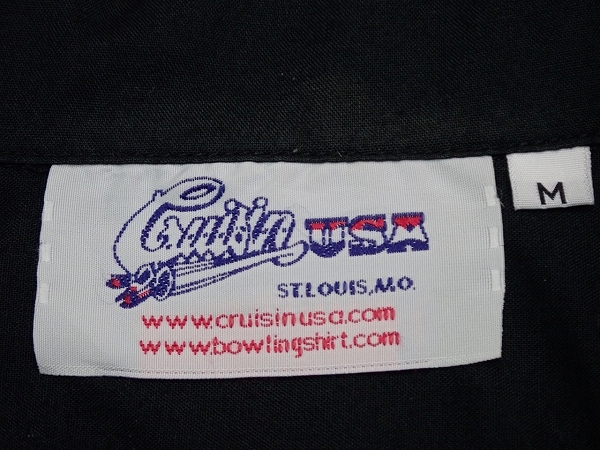 Cruisin USA
ST.LOUIS,MO.
www.cruisinusa.com
www.bowlingshirt.com
M